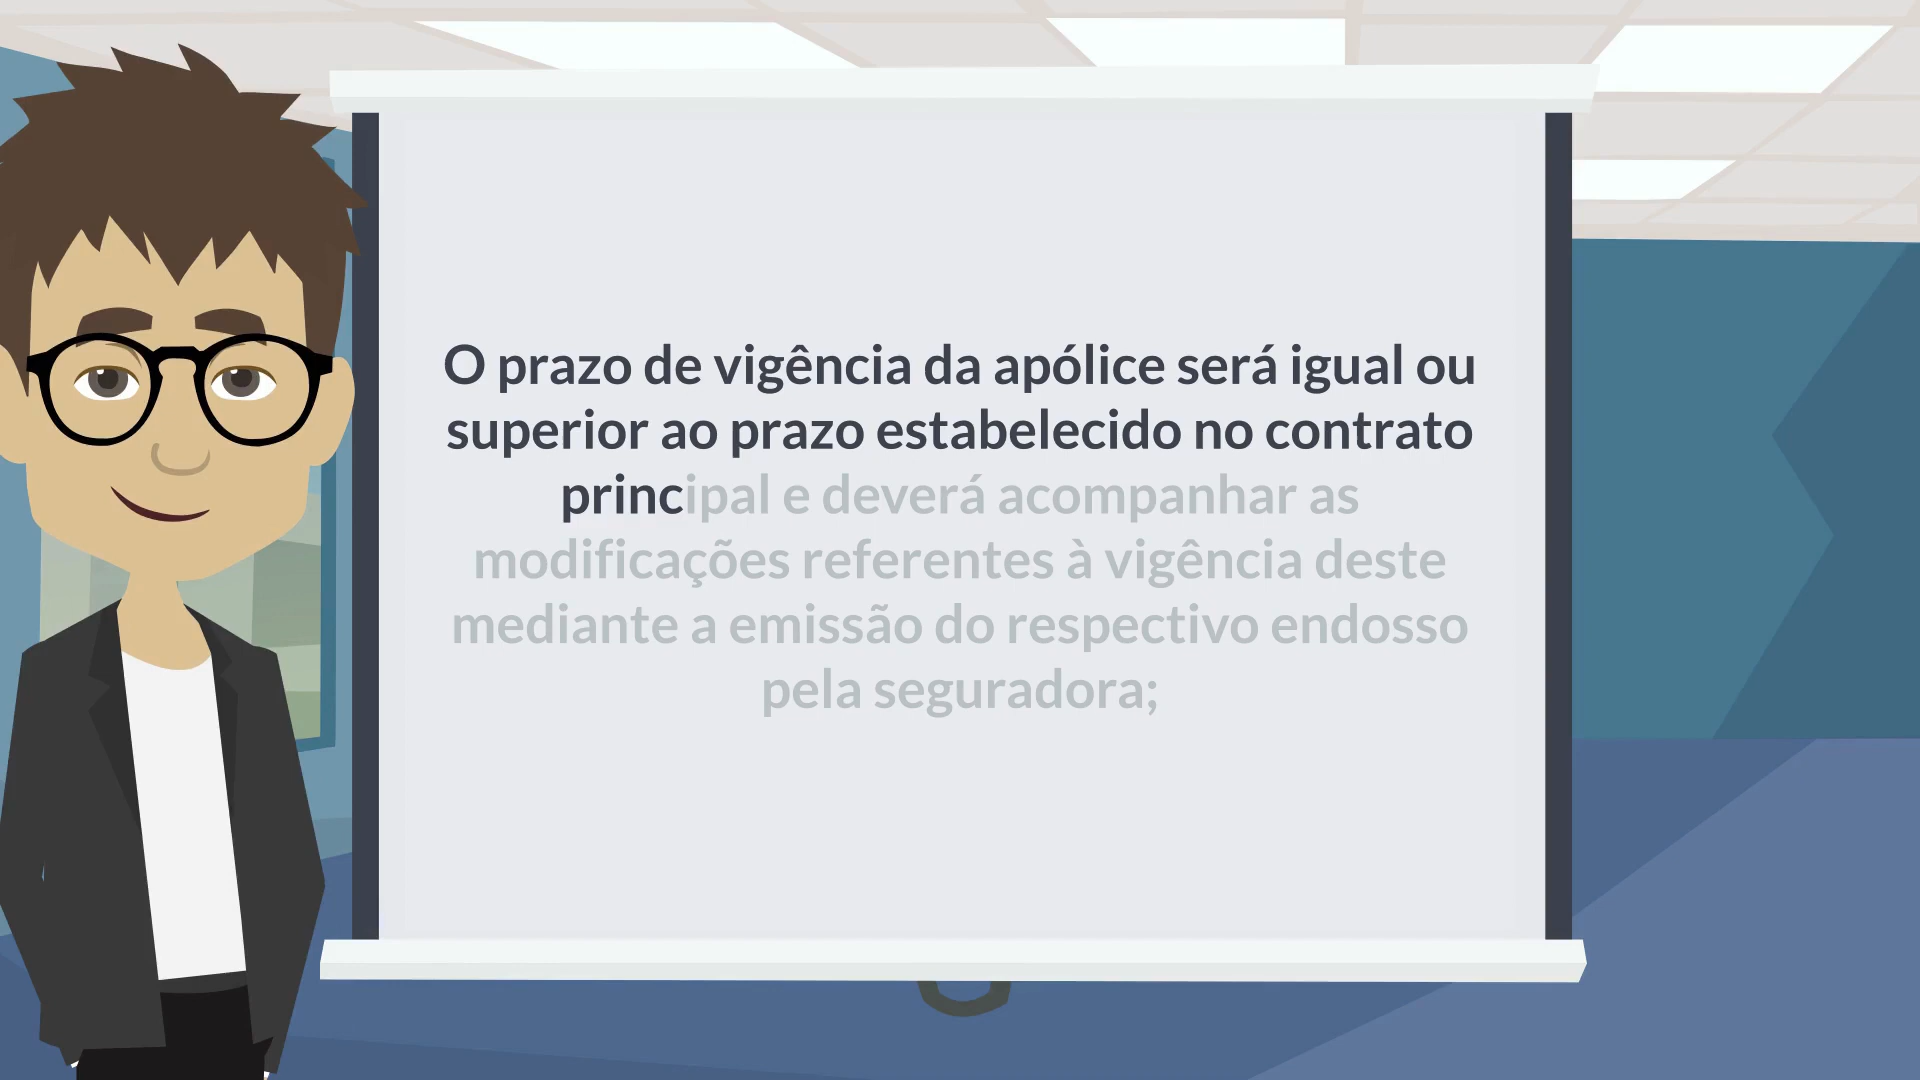 O prazo de vigência da apólice será igual ou
superior ao prazo estabelecido no contrato
principal e deverá acompanhar as
modificações referentes à vigência deste
mediante a emissão do respectivo endosso
pela seguradora;